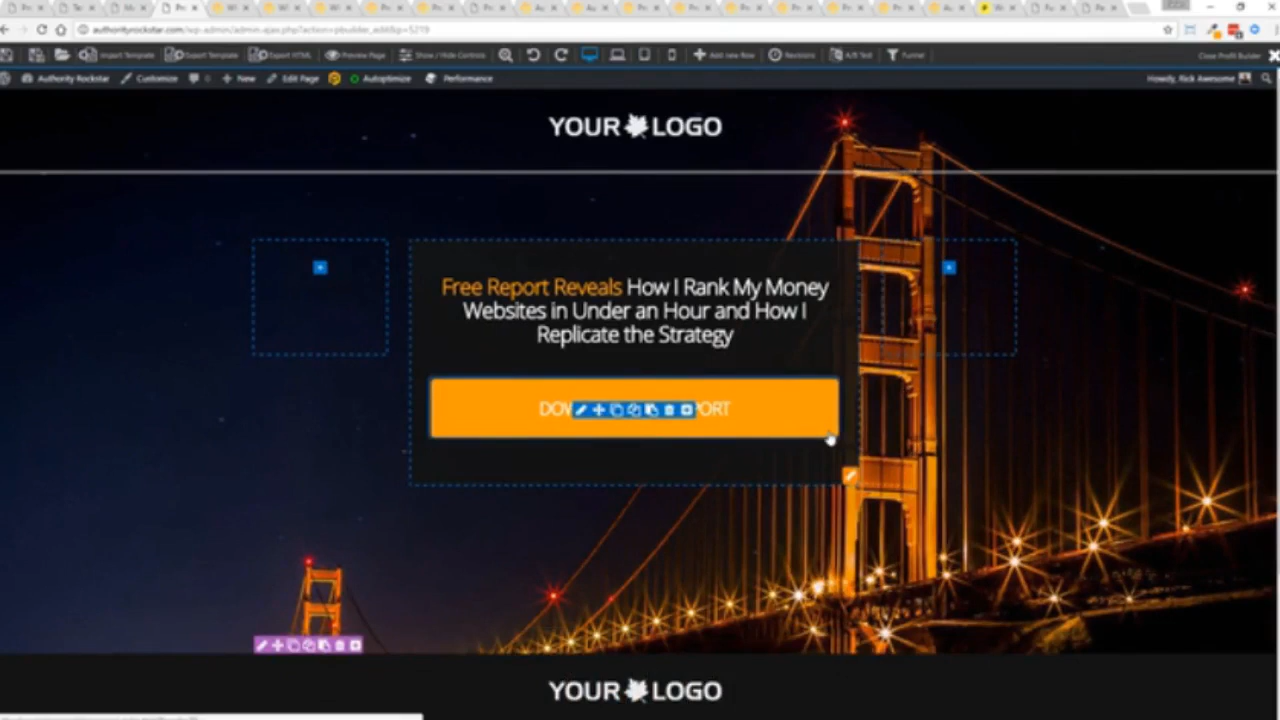 authorityrockstar.com/wp-admin/admin-ajax.php?action=pbuilder_edit&p=5219
Import Template Export Template Export HTML Preview Page Show / Hide Controls Add new Row Revisions A/B Test Funnel Close Profit Builder
Authority Rockstar Customize 0 New Edit Page Autoptimize Performance Howdy, Rick Awesome
YOUR LOGO
Free Report Reveals How I Rank My Money
Websites in Under an Hour and How I
Replicate the Strategy
YOUR LOGO